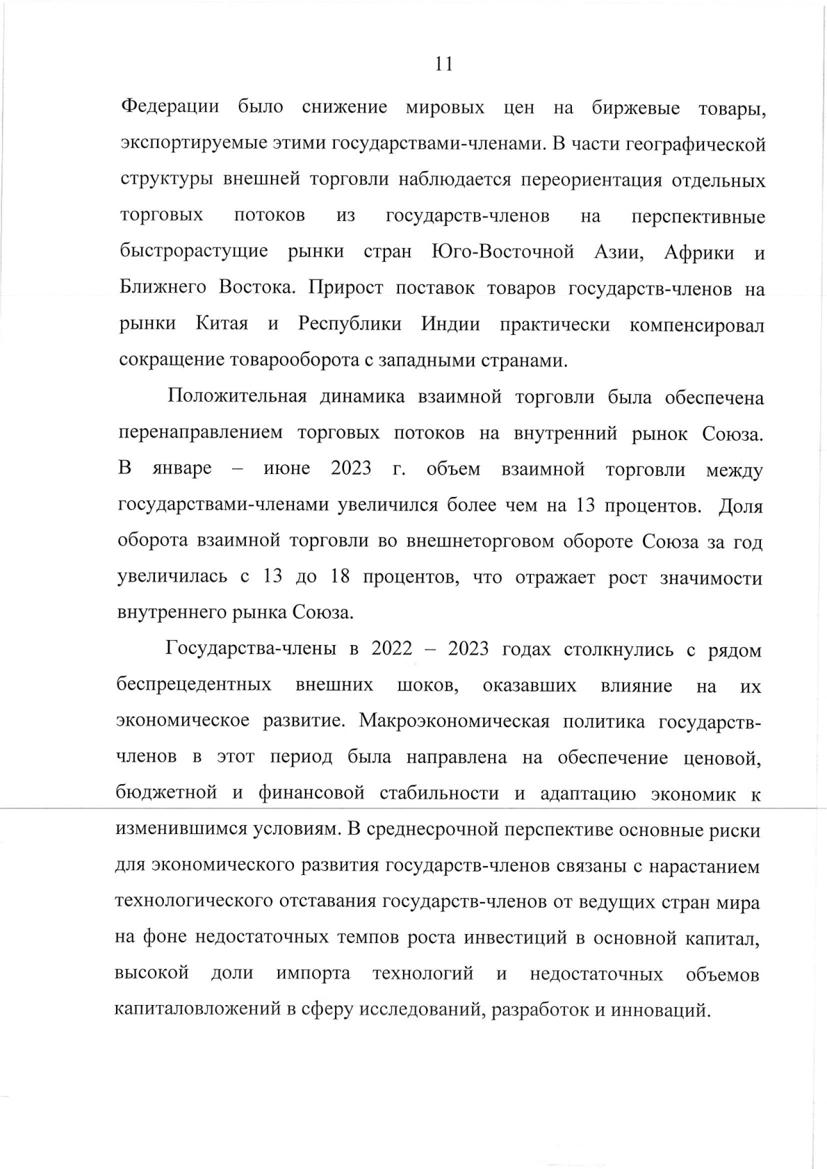 11
Федерации было снижение мировых цен на биржевые товары,
экспортируемые этими государствами-членами. В части географической
структуры внешней торговли наблюдается переориентация отдельных
торговых потоков из государств-членов на перспективные
быстрорастущие рынки стран Юго-Восточной Азии, Африки и
Ближнего Востока. Прирост поставок товаров государств-членов на
рынки Китая и Республики Индии практически компенсировал
сокращение товарооборота с западными странами.
Положительная динамика взаимной торговли была обеспечена
перенаправлением торговых потоков на внутренний рынок Союза.
В январе – июне 2023 г. объем взаимной торговли между
государствами-членами увеличился более чем на 13 процентов. Доля
оборота взаимной торговли во внешнеторговом обороте Союза за год
увеличилась с 13 до 18 процентов, что отражает рост значимости
внутреннего рынка Союза.
Государства-члены в 2022 – 2023 годах столкнулись с рядом
беспрецедентных внешних шоков, оказавших влияние на их
экономическое развитие. Макроэкономическая политика государств-
членов в этот период была направлена на обеспечение ценовой,
бюджетной и финансовой стабильности и адаптацию экономик к
изменившимся условиям. В среднесрочной перспективе основные риски
для экономического развития государств-членов связаны с нарастанием
технологического отставания государств-членов от ведущих стран мира
на фоне недостаточных темпов роста инвестиций в основной капитал,
высокой доли импорта технологий и недостаточных объемов
капиталовложений в сферу исследований, разработок и инноваций.